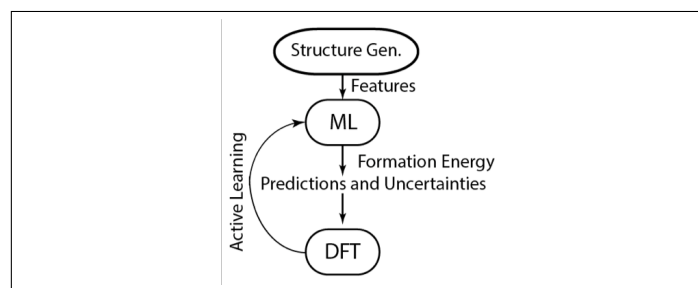 Structure Gen.
Features
ML
Formation Energy
Predictions and Uncertainties
Active Learning
DFT